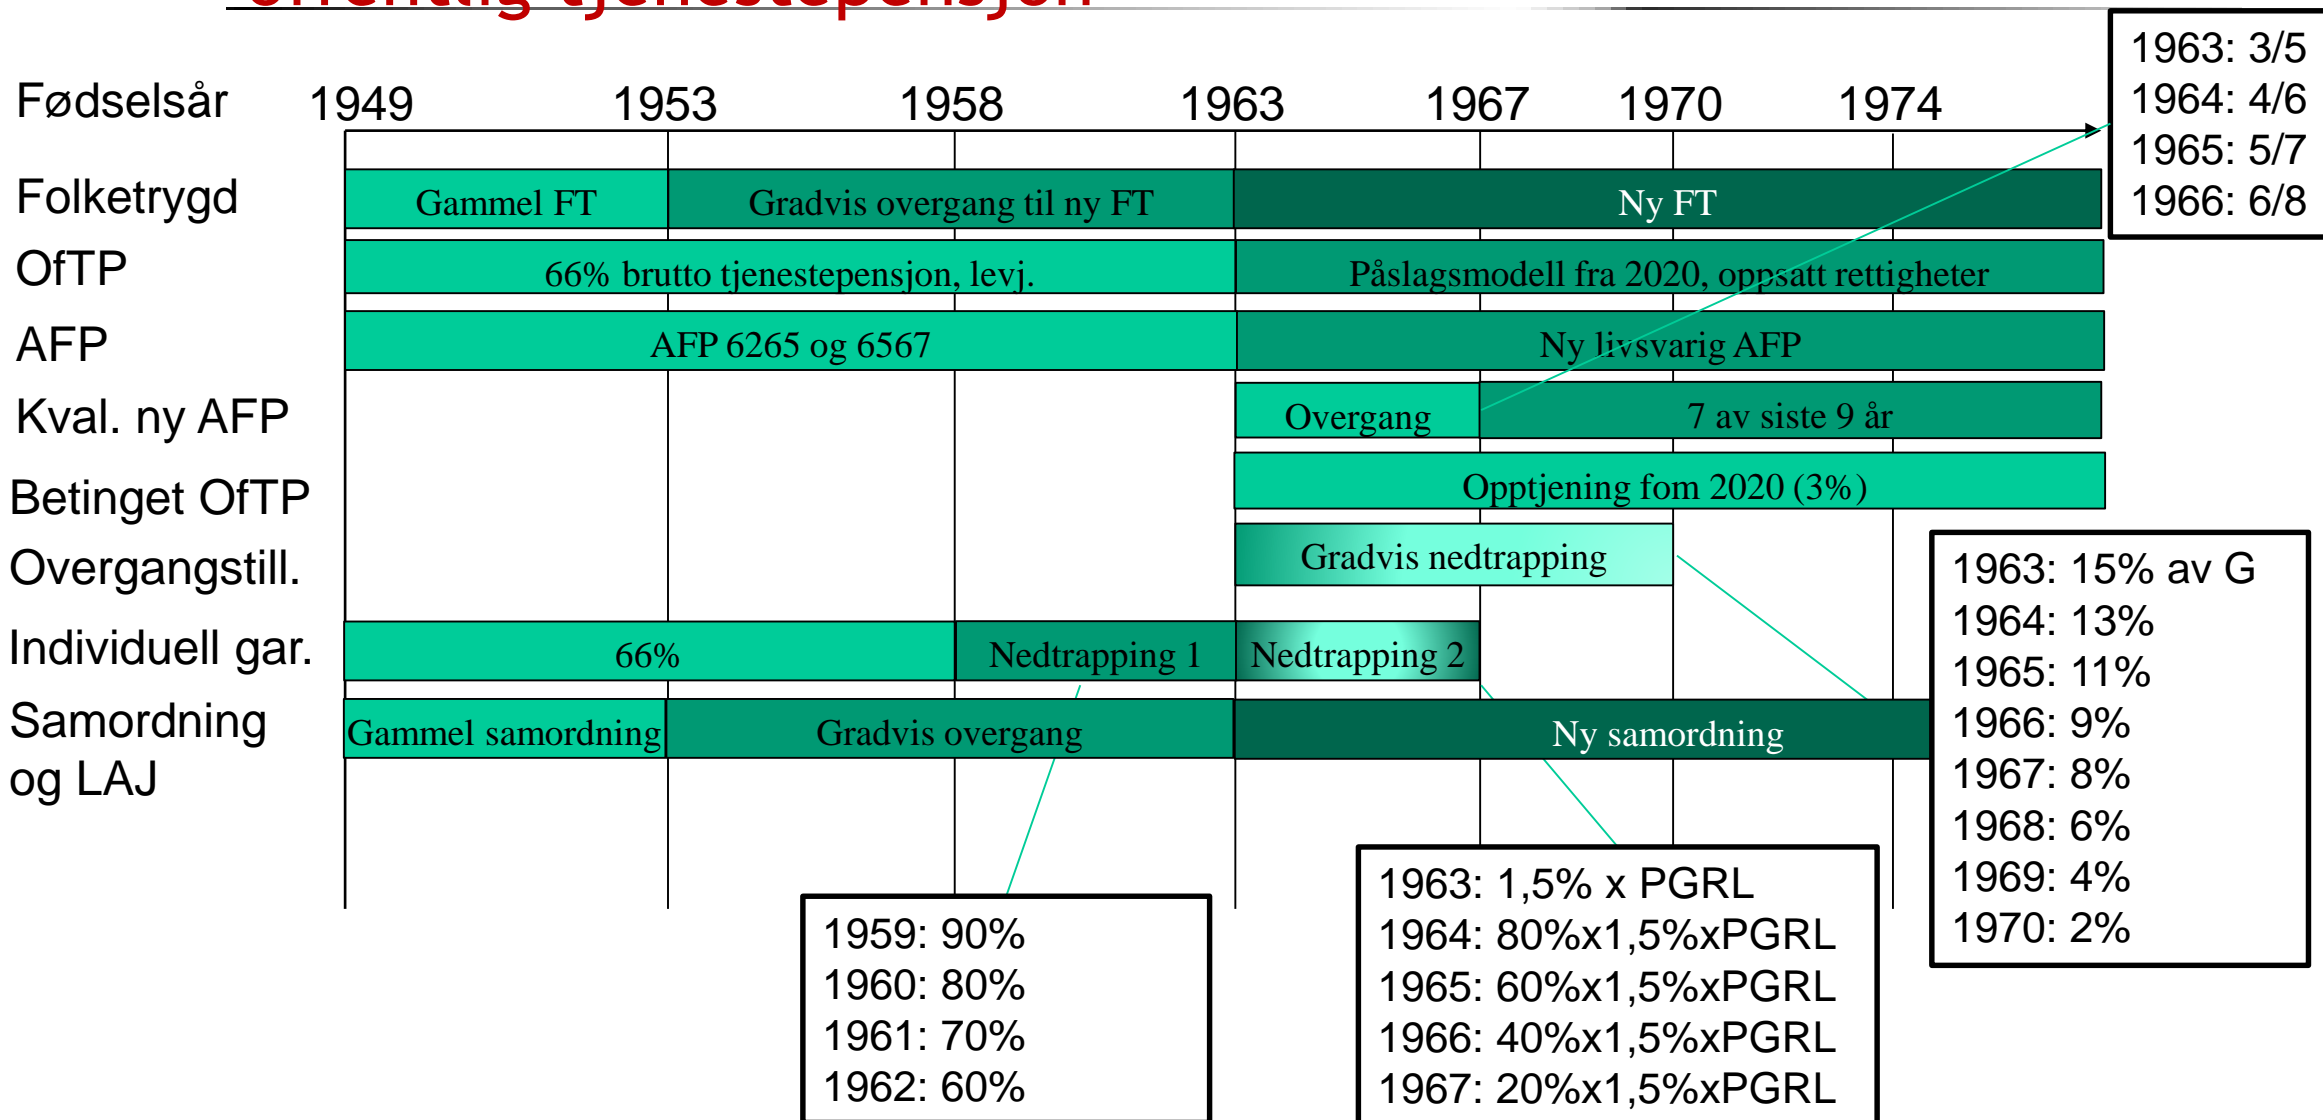 offentlig tjenestepensjon
Fødselsår 1949 1953 1958 1963 1967 1970 1974
1963: 3/5
1964: 4/6
1965: 5/7
1966: 6/8
Folketrygd Gammel FT Gradvis overgang til ny FT Ny FT
OfTP 66% brutto tjenestepensjon, levj. Påslagsmodell fra 2020, oppsatt rettigheter
AFP AFP 6265 og 6567 Ny livsvarig AFP
Kval. ny AFP Overgang 7 av siste 9 år
Betinget OfTP Opptjening fom 2020 (3%)
Overgangstill. Gradvis nedtrapping
Individuell gar. 66% Nedtrapping 1 Nedtrapping 2
Samordning
og LAJ
Gammel samordning Gradvis overgang Ny samordning
1963: 15% av G
1964: 13%
1965: 11%
1966: 9%
1967: 8%
1968: 6%
1969: 4%
1970: 2%
1959: 90%
1960: 80%
1961: 70%
1962: 60%
1963: 1,5% x PGRL
1964: 80%x1,5%xPGRL
1965: 60%x1,5%xPGRL
1966: 40%x1,5%xPGRL
1967: 20%x1,5%xPGRL